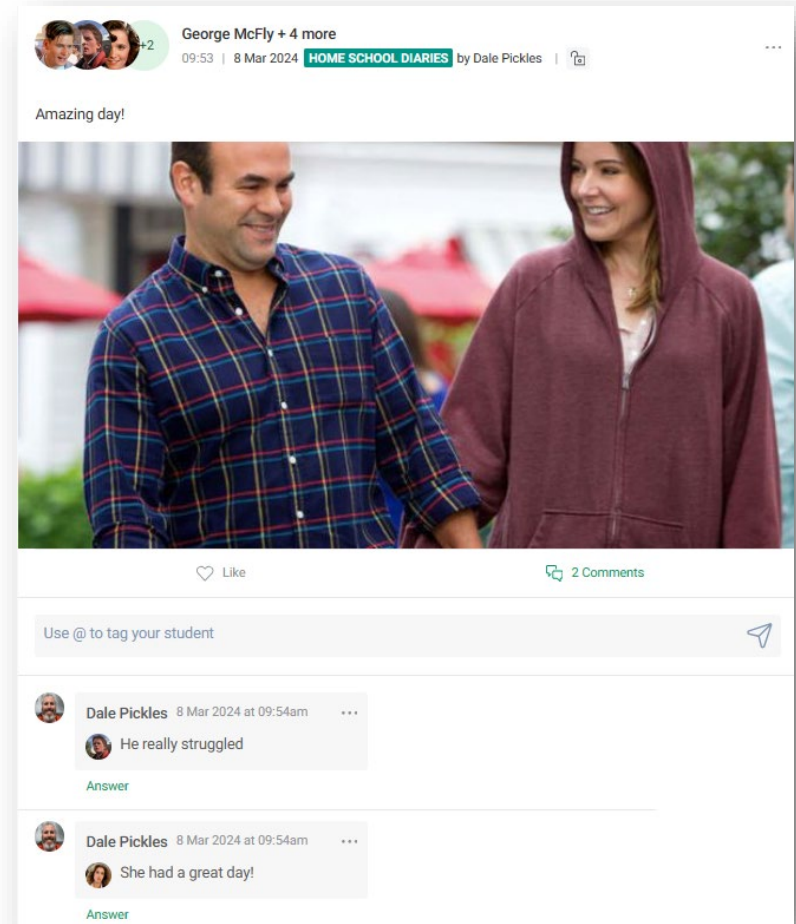 +2
George McFly + 4 more
09:53 | 8 Mar 2024 HOME SCHOOL DIARIES by Dale Pickles |
Amazing day!
Like
2 Comments
Use @ to tag your student
Dale Pickles 8 Mar 2024 at 09:54am
He really struggled
Answer
Dale Pickles 8 Mar 2024 at 09:54am
She had a great day!
Answer